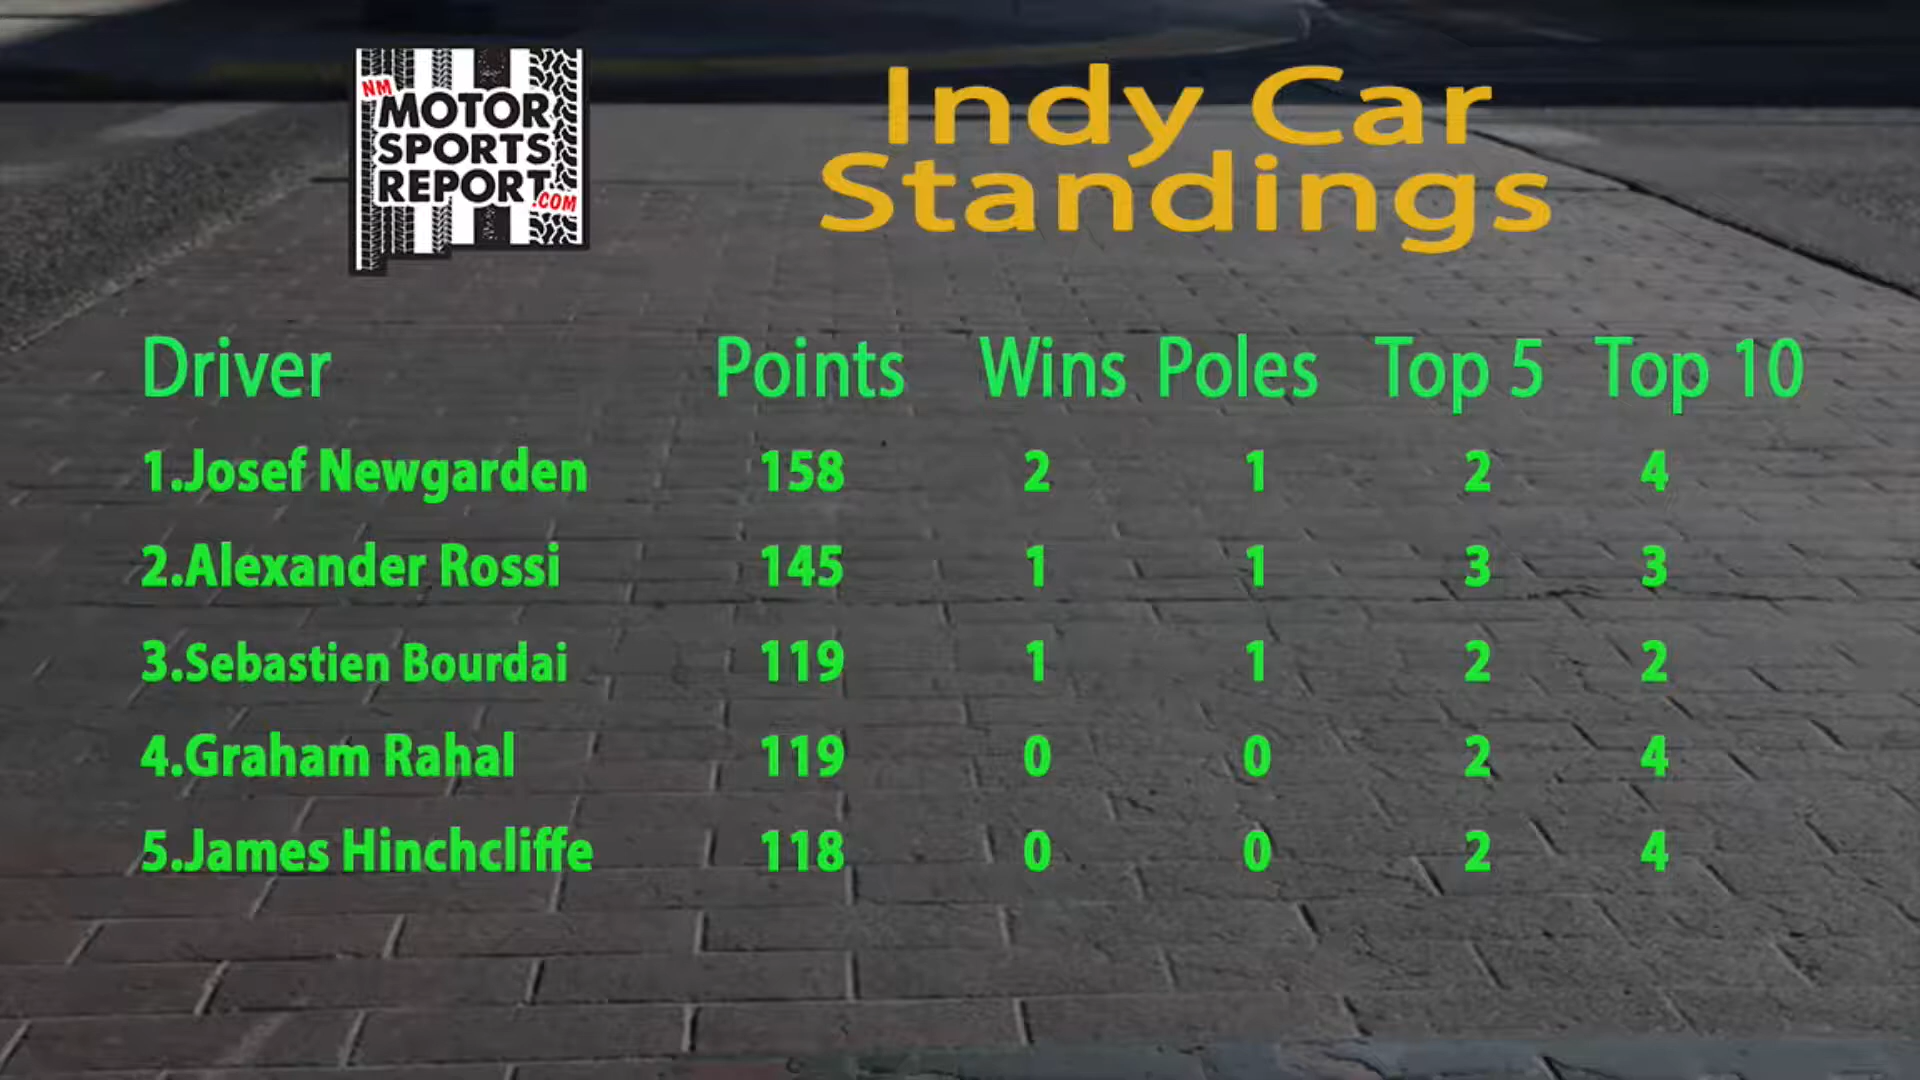 NM
MOTOR
SPORTS
REPORT
.COM
Indy Car
Standings
Driver Points Wins Poles Top 5 Top 10
1.Josef Newgarden 158 2 1 2 4
2.Alexander Rossi 145 1 1 3 3
3.Sebastien Bourdai 119 1 1 2 2
4.Graham Rahal 119 0 0 2 4
5.James Hinchcliffe 118 0 0 2 4